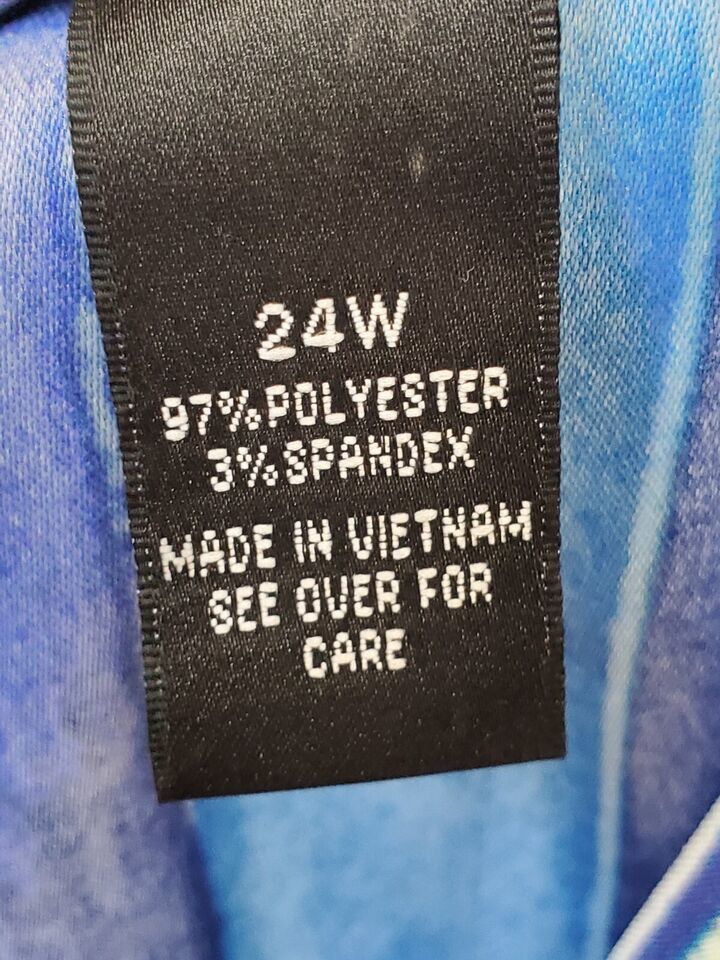 24W
97%POLYESTER
3%SPANDEX
MADE IN VIETNAM
SEE OVER FOR
CARE